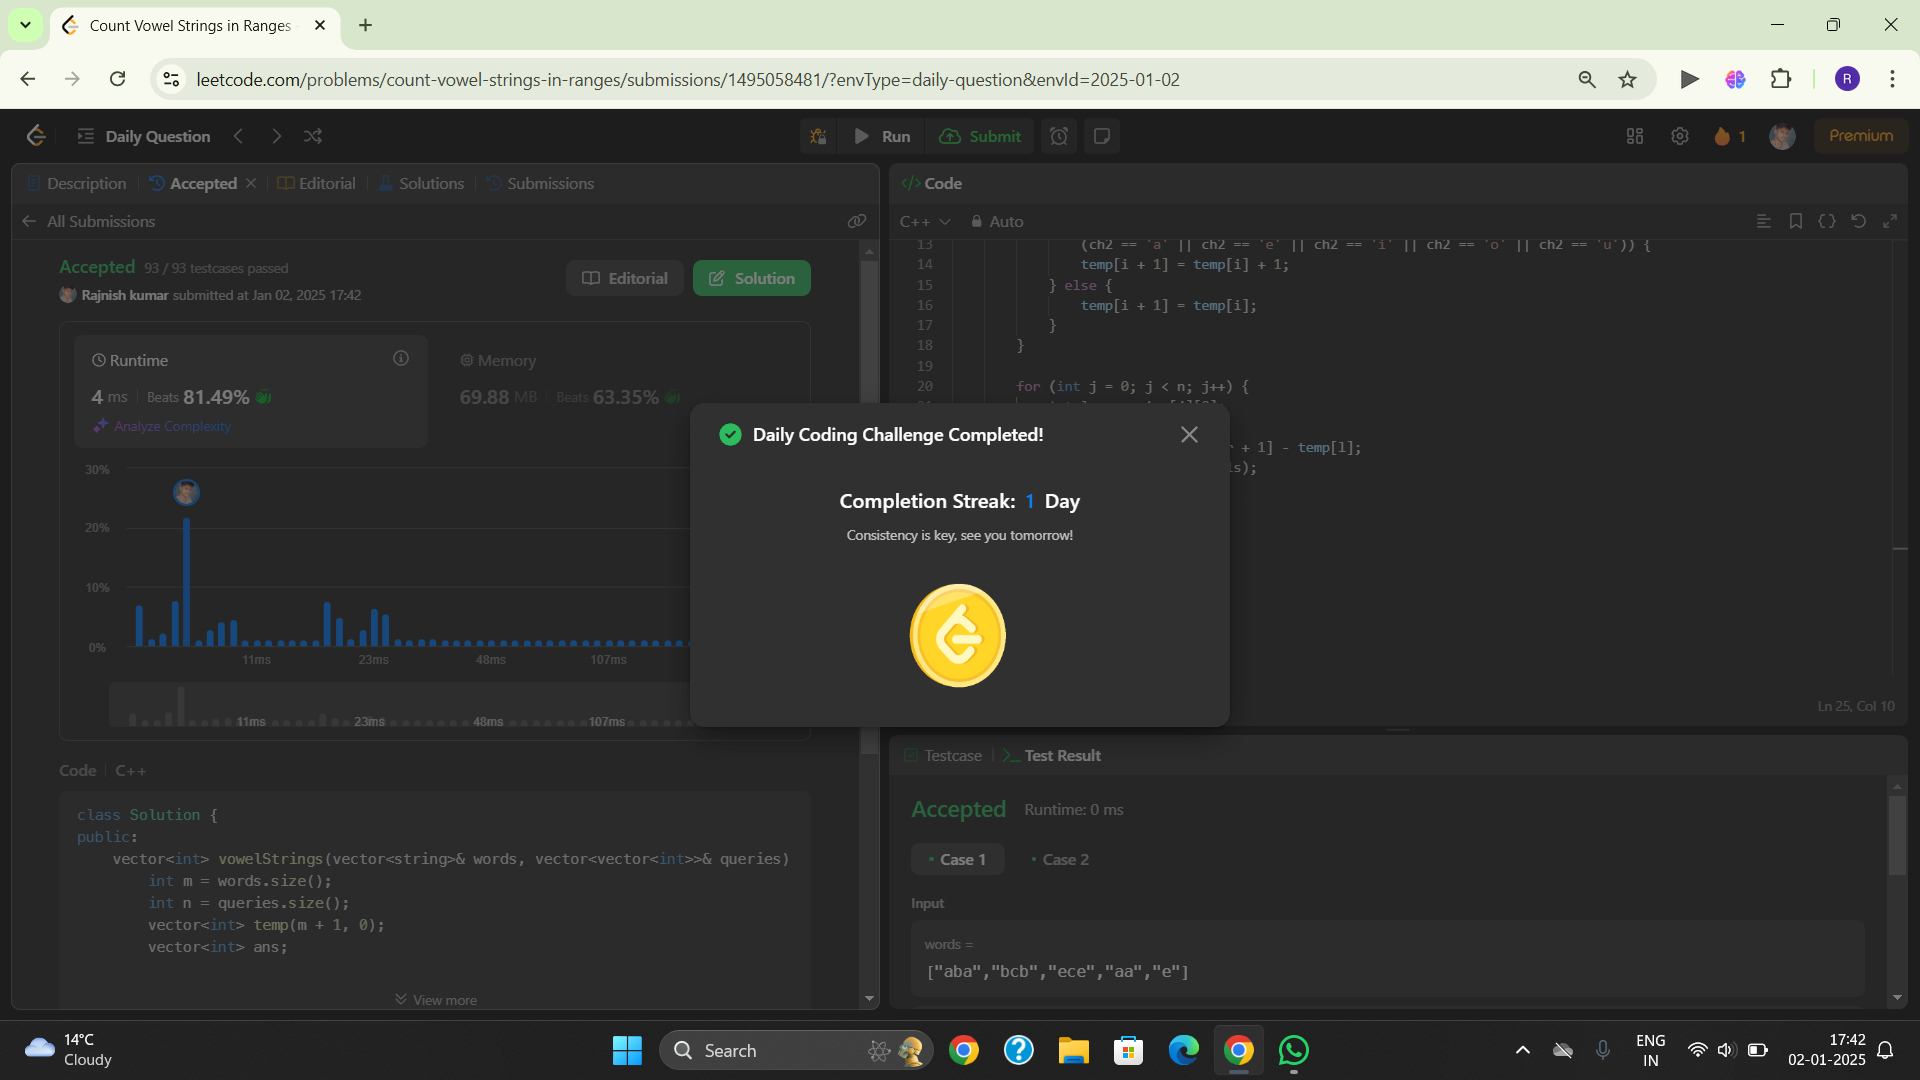 Count Vowel Strings in Ranges
leetcode.com/problems/count-vowel-strings-in-ranges/submissions/1495058481/?envType=daily-question&envId=2025-01-02
R
Daily Question
Run
Submit
1
Premium
Description
Accepted
Editorial
Solutions
Submissions
All Submissions
Accepted 93 / 93 testcases passed
Rajnish kumar submitted at Jan 02, 2025 17:42
Editorial
Solution
Runtime
4 ms Beats 81.49%
Analyze Complexity
Memory
69.88 MB Beats 63.35%
30%
20%
10%
0%
11ms 23ms 48ms 107ms
11ms 23ms 48ms 107ms
Code C++
class Solution {
public:
vector<int> vowelStrings(vector<string>& words, vector<vector<int>>& queries)
int m = words.size();
int n = queries.size();
vector<int> temp(m + 1, 0);
vector<int> ans;
View more
</> Code
C++ Auto
13 (ch2 == 'a' || ch2 == 'e' || ch2 == 'i' || ch2 == 'o' || ch2 == 'u')) {
14 temp[i + 1] = temp[i] + 1;
15 } else {
16 temp[i + 1] = temp[i];
17 }
18 }
19
20 for (int j = 0; j < n; j++) {
+ 1] - temp[l];
s);
Ln 25, Col 10
Daily Coding Challenge Completed!
Completion Streak: 1 Day
Consistency is key, see you tomorrow!
Testcase
Test Result
Accepted Runtime: 0 ms
Case 1
Case 2
Input
words =
["aba","bcb","ece","aa","e"]
14°C
Cloudy
Search
ENG
IN
17:42
02-01-2025